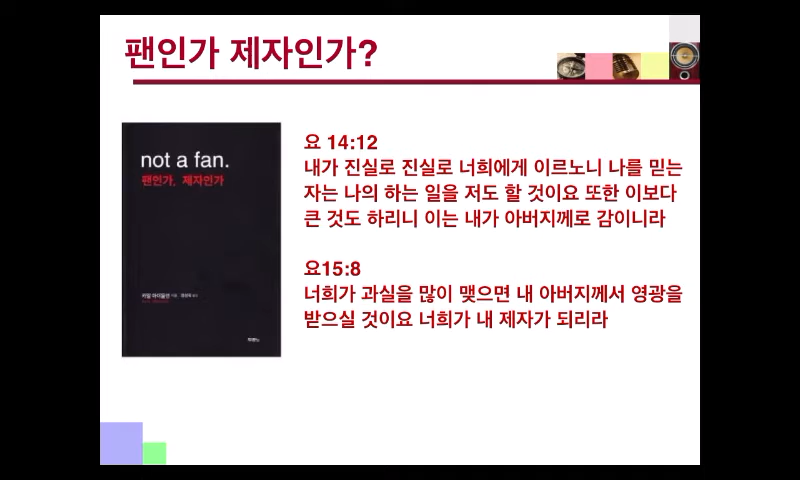 팬인가 제자인가?
not a fan.
팬인가, 제자인가
카일 아이들먼
요 14:12
내가 진실로 진실로 너희에게 이르노니 나를 믿는
자는 나의 하는 일을 저도 할 것이요 또한 이보다
큰 것도 하리니 이는 내가 아버지께로 감이니라
요15:8
너희가 과실을 많이 맺으면 내 아버지께서 영광을
받으실 것이요 너희가 내 제자가 되리라